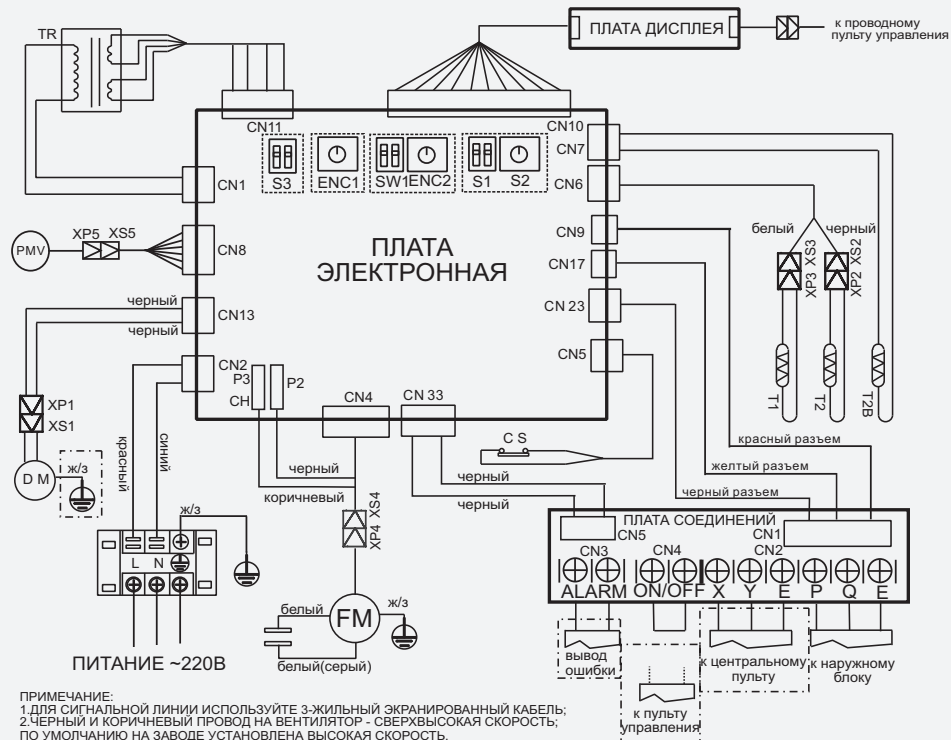 TR
ПЛАТА ДИСПЛЕЯ
к проводному
пульту управления
CN11
CN10
CN7
CN1
S3
ENC1
SW1
ENC2
S1
S2
CN6
белый
черный
XP5
XS5
PMV
CN8
ПЛАТА
ЭЛЕКТРОННАЯ
CN9
CN17
XP3 XS3
XP2 XS2
черный
черный
CN13
CN 23
CN2
P3
P2
CH
CN4
CN 33
CN5
T1
T2
T2B
XP1
XS1
красный
синий
D M
ж/з
ж/з
черный
коричневый
C S
черный
черный
красный разъем
желтый разъем
черный разъем
XP4 XS4
L N
ПЛАТА СОЕДИНЕНИЙ
CN5
CN1
CN3
CN4
CN2
ALARM ON/OFF X Y E P Q E
белый
FM
ж/з
белый(серый)
ПИТАНИЕ ~220В
вывод
ошибки
к пульту
управления
к центральному
пульту
к наружному
блоку
ПРИМЕЧАНИЕ:
1.ДЛЯ СИГНАЛЬНОЙ ЛИНИИ ИСПОЛЬЗУЙТЕ 3-ЖИЛЬНЫЙ ЭКРАНИРОВАННЫЙ КАБЕЛЬ;
2.ЧЕРНЫЙ И КОРИЧНЕВЫЙ ПРОВОД НА ВЕНТИЛЯТОР - СВЕРХВЫСОКАЯ СКОРОСТЬ;
ПО УМОЛЧАНИЮ НА ЗАВОДЕ УСТАНОВЛЕНА ВЫСОКАЯ СКОРОСТЬ.